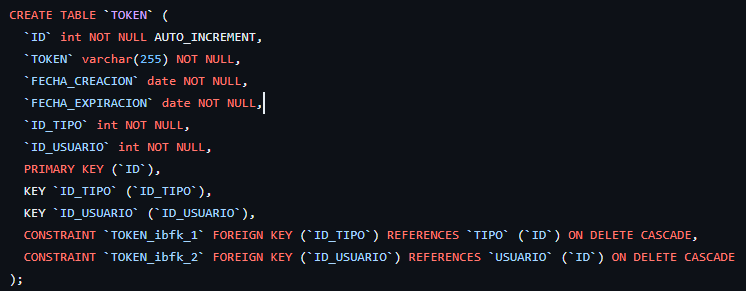 CREATE TABLE `TOKEN` (
  `ID` int NOT NULL AUTO_INCREMENT,
  `TOKEN` varchar(255) NOT NULL,
  `FECHA_CREACION` date NOT NULL,
  `FECHA_EXPIRACION` date NOT NULL,
  `ID_TIPO` int NOT NULL,
  `ID_USUARIO` int NOT NULL,
  PRIMARY KEY (`ID`),
  KEY `ID_TIPO` (`ID_TIPO`),
  KEY `ID_USUARIO` (`ID_USUARIO`),
  CONSTRAINT `TOKEN_ibfk_1` FOREIGN KEY (`ID_TIPO`) REFERENCES `TIPO` (`ID`) ON DELETE CASCADE,
  CONSTRAINT `TOKEN_ibfk_2` FOREIGN KEY (`ID_USUARIO`) REFERENCES `USUARIO` (`ID`) ON DELETE CASCADE
);